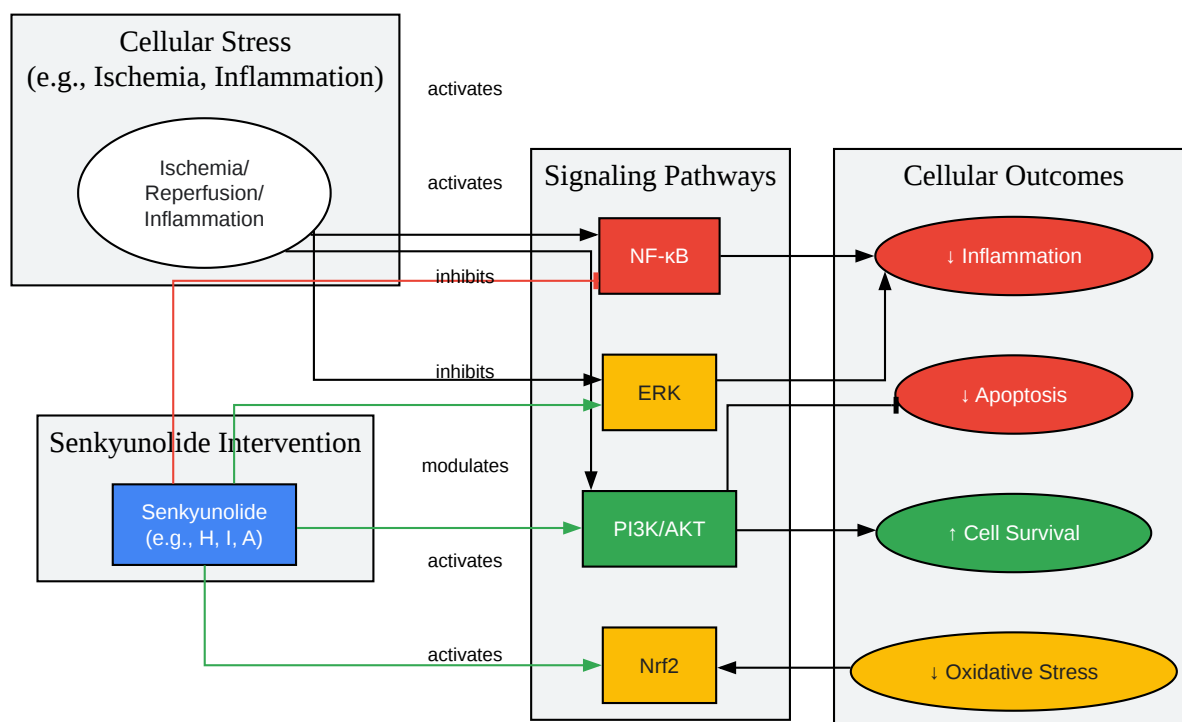 Cellular Stress
(e.g., Ischemia, Inflammation)
Ischemia/
Reperfusion/
Inflammation
activates
activates
inhibits
inhibits
modulates
activates
activates
Senkyunolide Intervention
Senkyunolide
(e.g., H, I, A)
Signaling Pathways
NF-κB
ERK
PI3K/AKT
Nrf2
Cellular Outcomes
↓ Inflammation
↓ Apoptosis
↑ Cell Survival
↓ Oxidative Stress